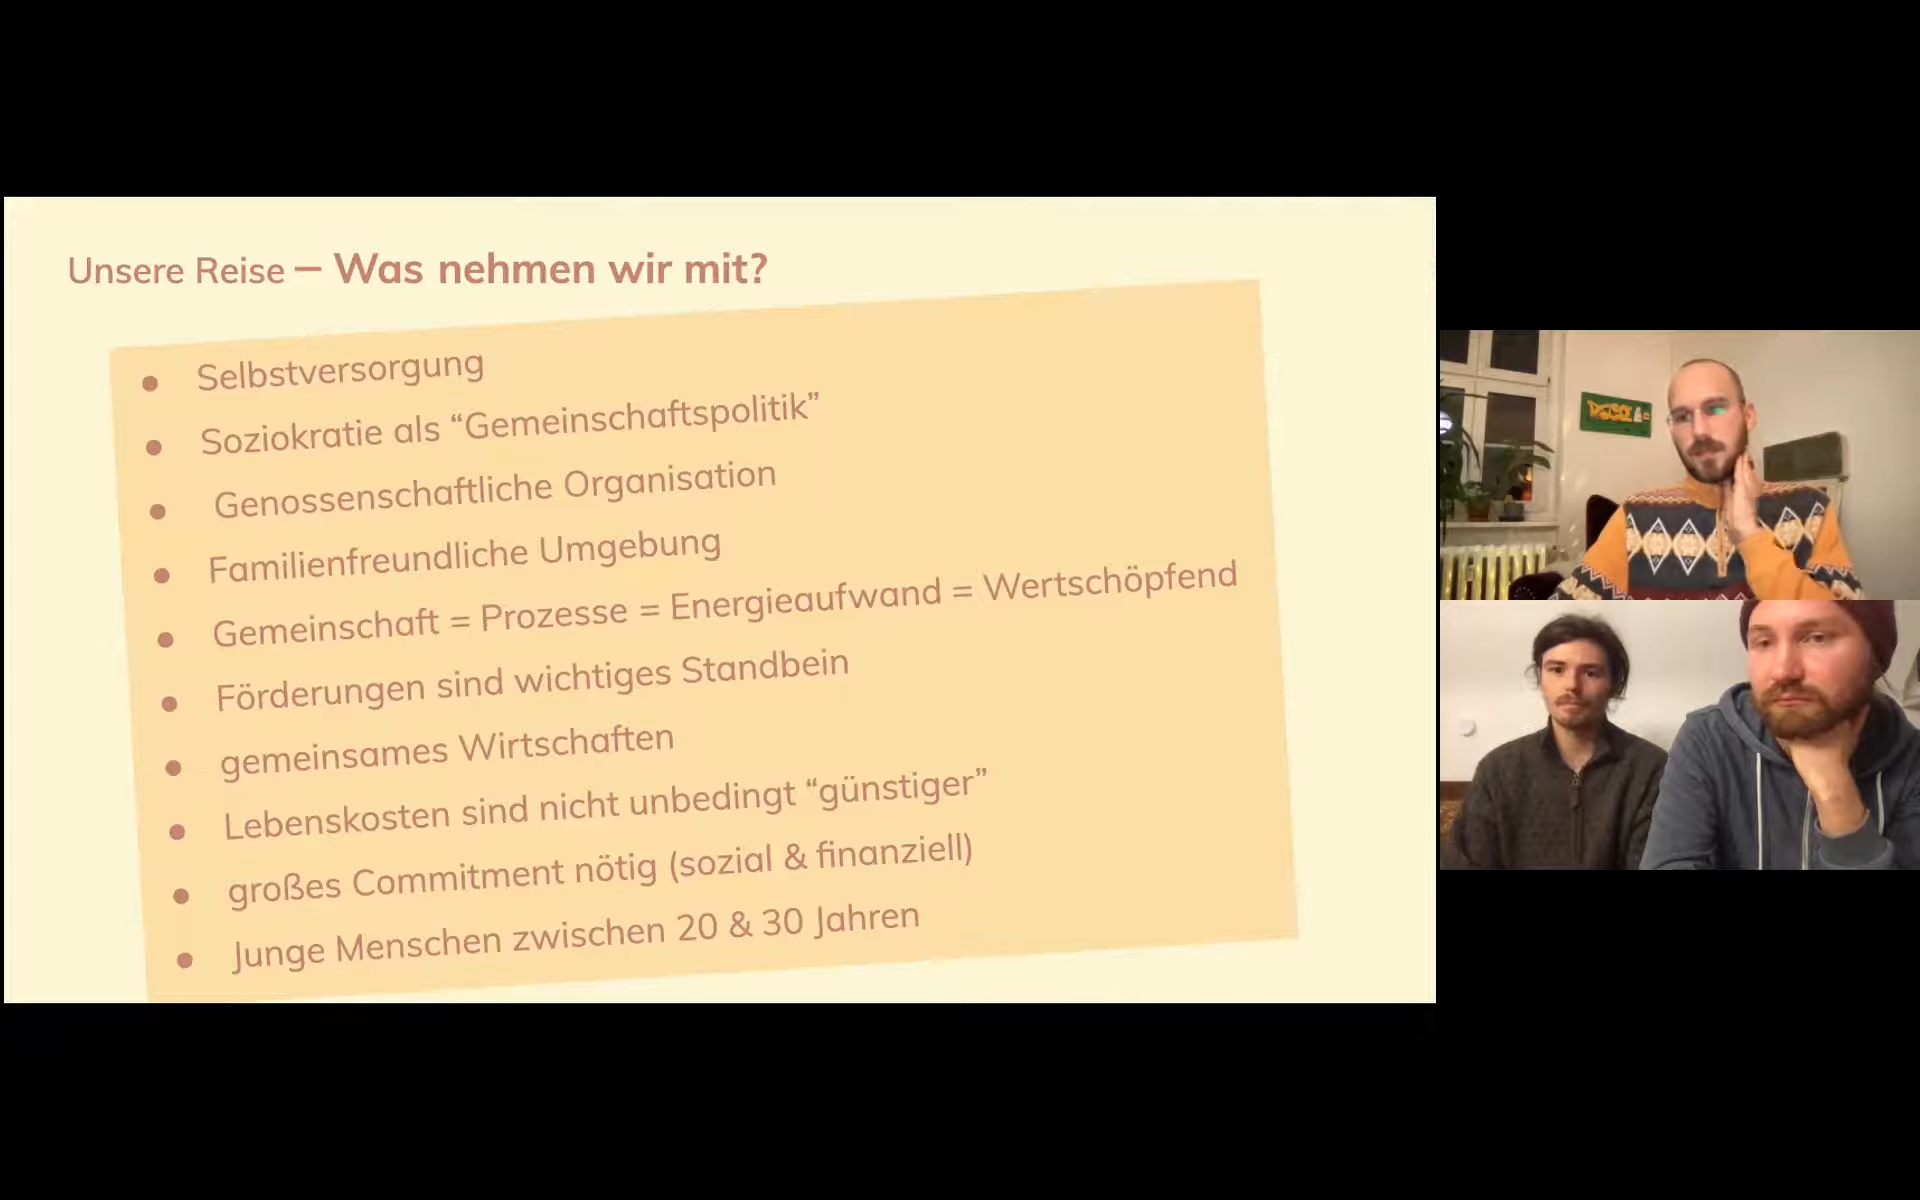 Unsere Reise – Was nehmen wir mit?
Selbstversorgung
Soziokratie als “Gemeinschaftspolitik”
Genossenschaftliche Organisation
Familienfreundliche Umgebung
Gemeinschaft = Prozesse = Energieaufwand = Wertschöpfend
Förderungen sind wichtiges Standbein
gemeinsames Wirtschaften
Lebenskosten sind nicht unbedingt “günstiger”
großes Commitment nötig (sozial & finanziell)
Junge Menschen zwischen 20 & 30 Jahren